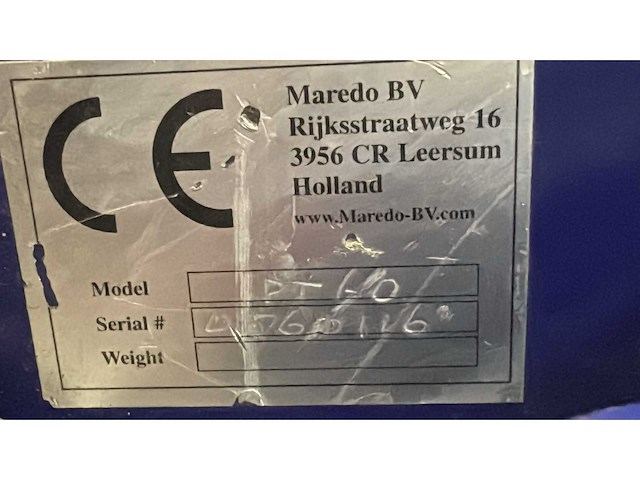 CE
Maredo BV
Rijksstraatweg 16
3956 CR Leersum
Holland
www.Maredo-BV.com
Model
Serial #
Weight